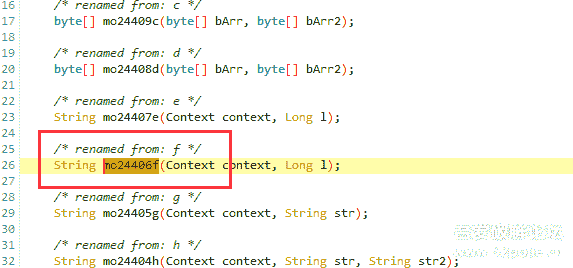 16 /* renamed from: c */
17 byte[] mo24409c(byte[] bArr, byte[] bArr2);
18
19 /* renamed from: d */
20 byte[] mo24408d(byte[] bArr, byte[] bArr2);
21
22 /* renamed from: e */
23 String mo24407e(Context context, Long l);
24
25 /* renamed from: f */
26 String mo24406f(Context context, Long l);
27
28 /* renamed from: g */
29 String mo24405g(Context context, String str);
30
31 /* renamed from: h */
32 String mo24404h(Context context, String str, String str2);